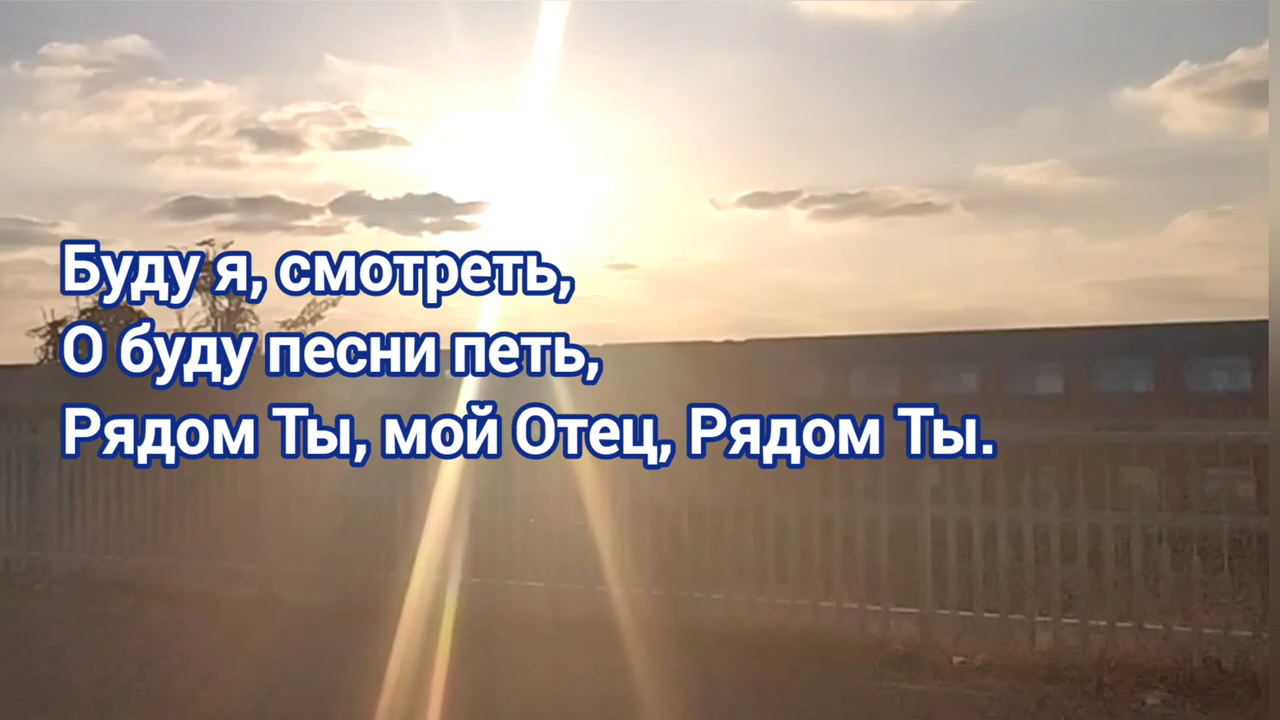 Буду я, смотреть,
О буду песни петь,
Рядом Ты, мой Отец, Рядом Ты.